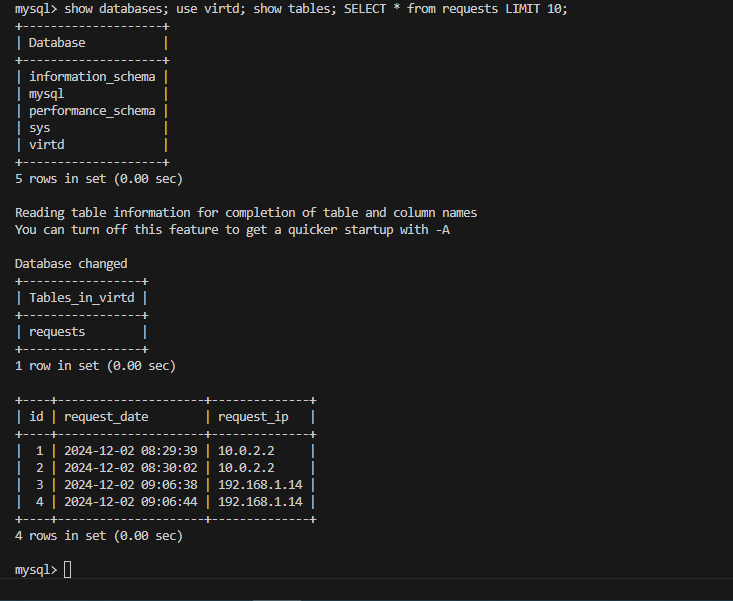 mysql> show databases; use virtd; show tables; SELECT * from requests LIMIT 10;
+--------------------+
| Database           |
+--------------------+
| information_schema |
| mysql              |
| performance_schema |
| sys                |
| virtd              |
+--------------------+
5 rows in set (0.00 sec)

Reading table information for completion of table and column names
You can turn off this feature to get a quicker startup with -A

Database changed
+-----------------+
| Tables_in_virtd |
+-----------------+
| requests        |
+-----------------+
1 row in set (0.00 sec)

+----+---------------------+--------------+
| id | request_date        | request_ip   |
+----+---------------------+--------------+
|  1 | 2024-12-02 08:29:39 | 10.0.2.2     |
|  2 | 2024-12-02 08:30:02 | 10.0.2.2     |
|  3 | 2024-12-02 09:06:38 | 192.168.1.14 |
|  4 | 2024-12-02 09:06:44 | 192.168.1.14 |
+----+---------------------+--------------+
4 rows in set (0.00 sec)

mysql>